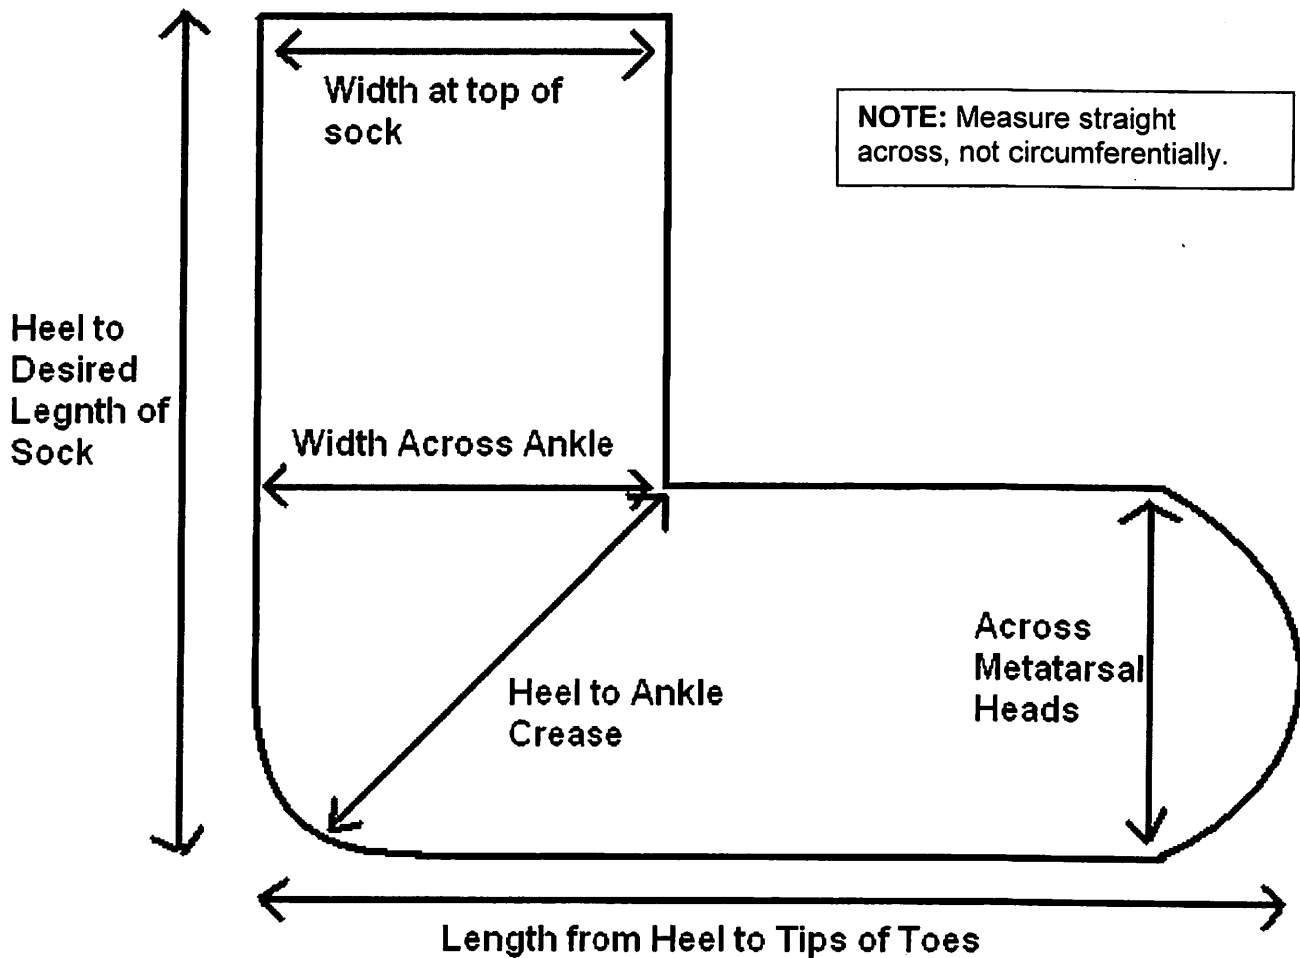 Width at top of
sock
NOTE: Measure straight
across, not circumferentially.
Heel to
Desired
Legnth of
Sock
Width Across Ankle
Heel to Ankle
Crease
Across
Metatarsal
Heads
Length from Heel to Tips of Toes